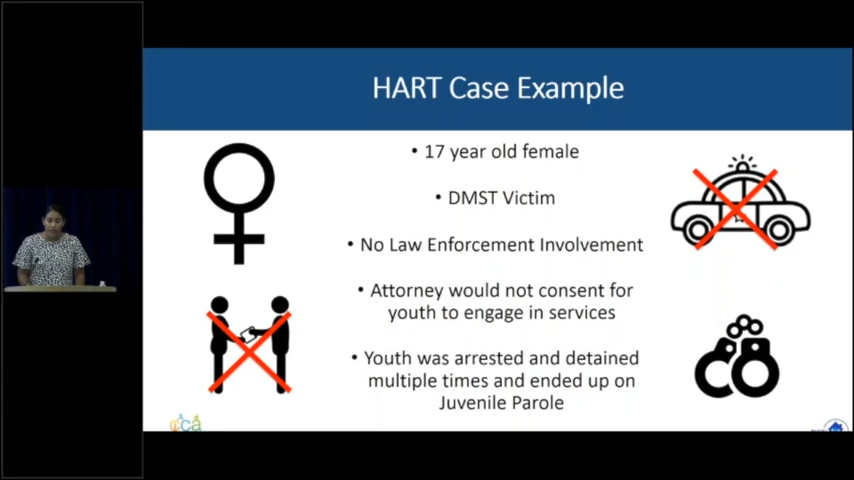 HART Case Example
• 17 year old female
• DMST Victim
• No Law Enforcement Involvement
• Attorney would not consent for
youth to engage in services
• Youth was arrested and detained
multiple times and ended up on
Juvenile Parole
cca